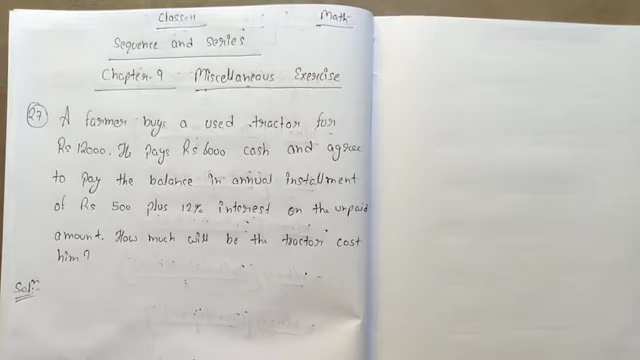 Class-11 Math
Sequence and series
Chapter-9 Miscellaneous Exercise
27 A farmer buys a used tractor for
Rs 12000. He pays Rs 6000 cash and agree
to pay the balance in annual installment
of Rs 500 plus 12% interest on the unpaid
amount. How much will be the tractor cost
him?
Sol:-